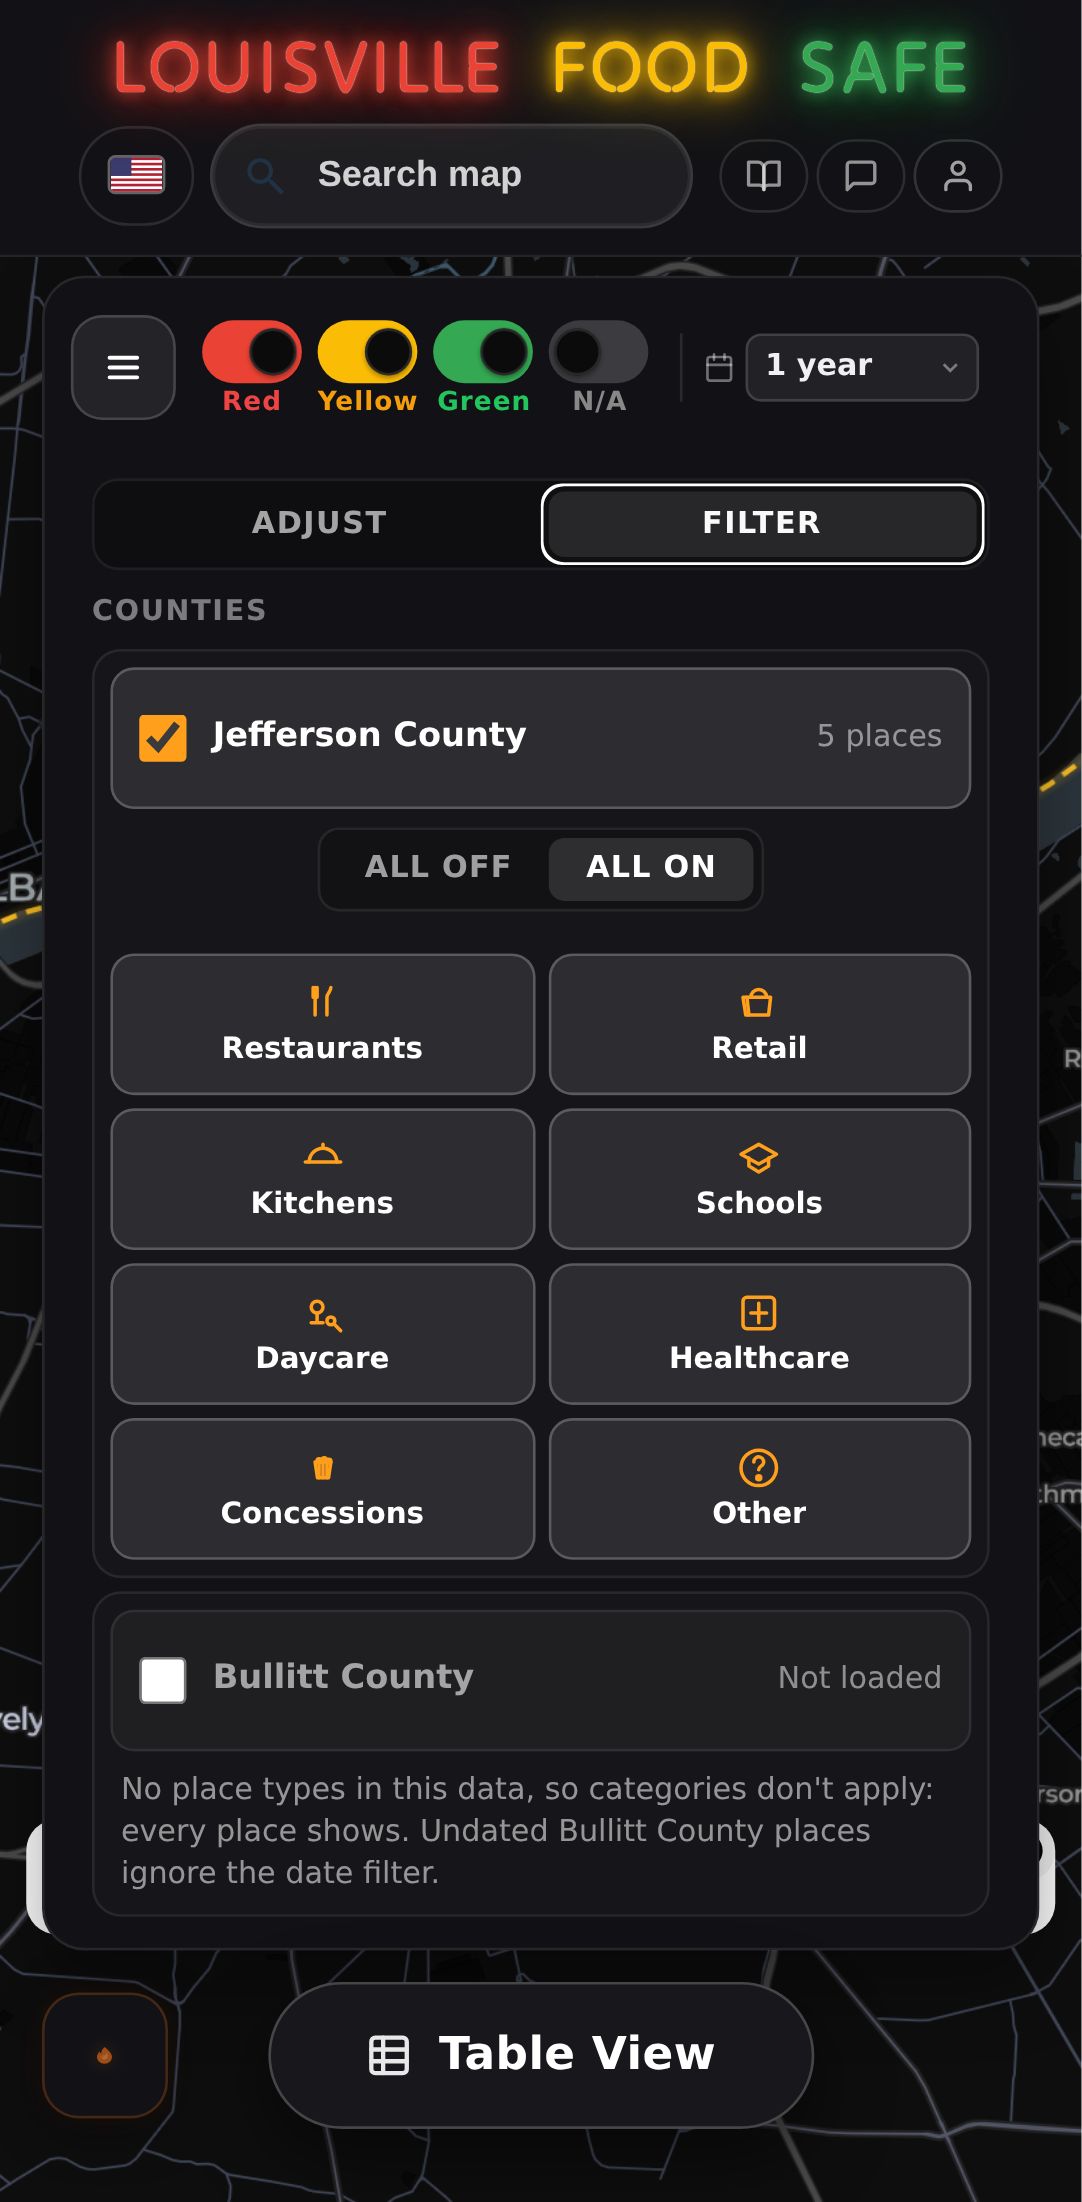 LOUISVILLE FOOD SAFE
Search map
Red Yellow Green N/A
1 year
ADJUST FILTER
COUNTIES
Jefferson County 5 places
ALL OFF ALL ON
Restaurants Retail
Kitchens Schools
Daycare Healthcare
Concessions Other
Bullitt County Not loaded
No place types in this data, so categories don't apply:
every place shows. Undated Bullitt County places
ignore the date filter.
Table View